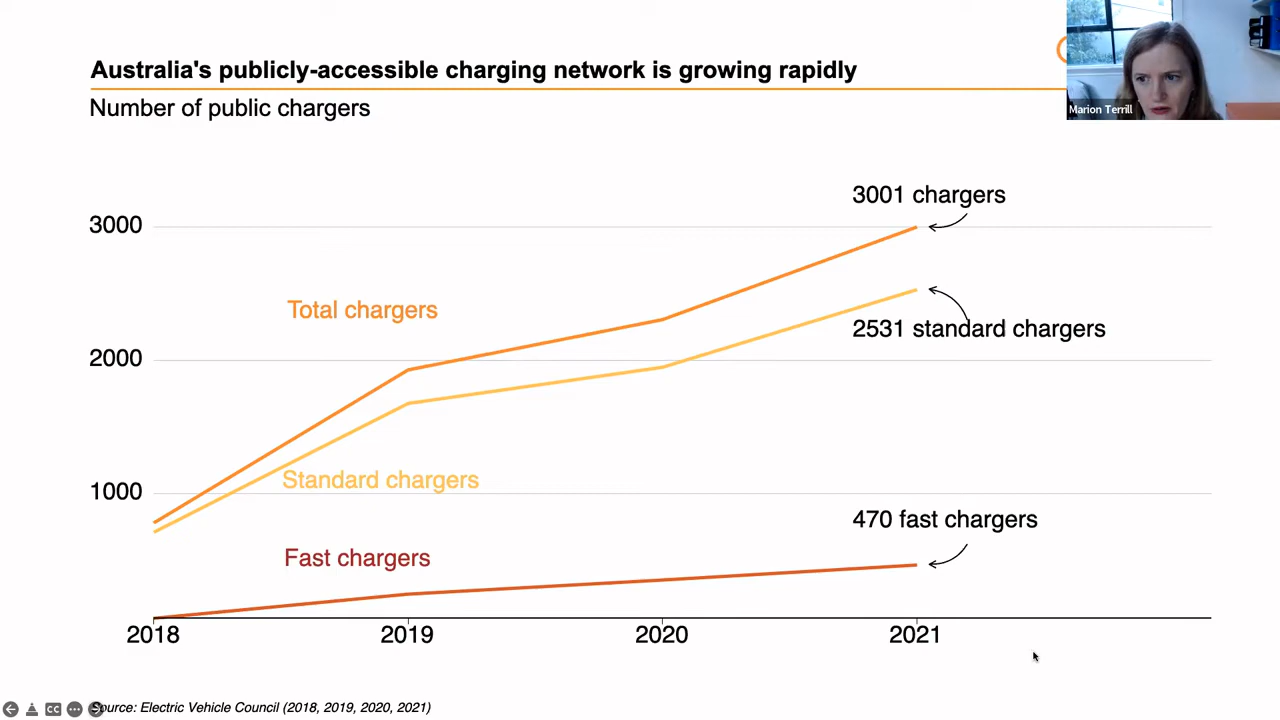 Australia's publicly-accessible charging network is growing rapidly
Number of public chargers
Marion Terrill
3001 chargers
3000
Total chargers
2531 standard chargers
2000
Standard chargers
1000
470 fast chargers
Fast chargers
2018 2019 2020 2021
CC
Source: Electric Vehicle Council (2018, 2019, 2020, 2021)